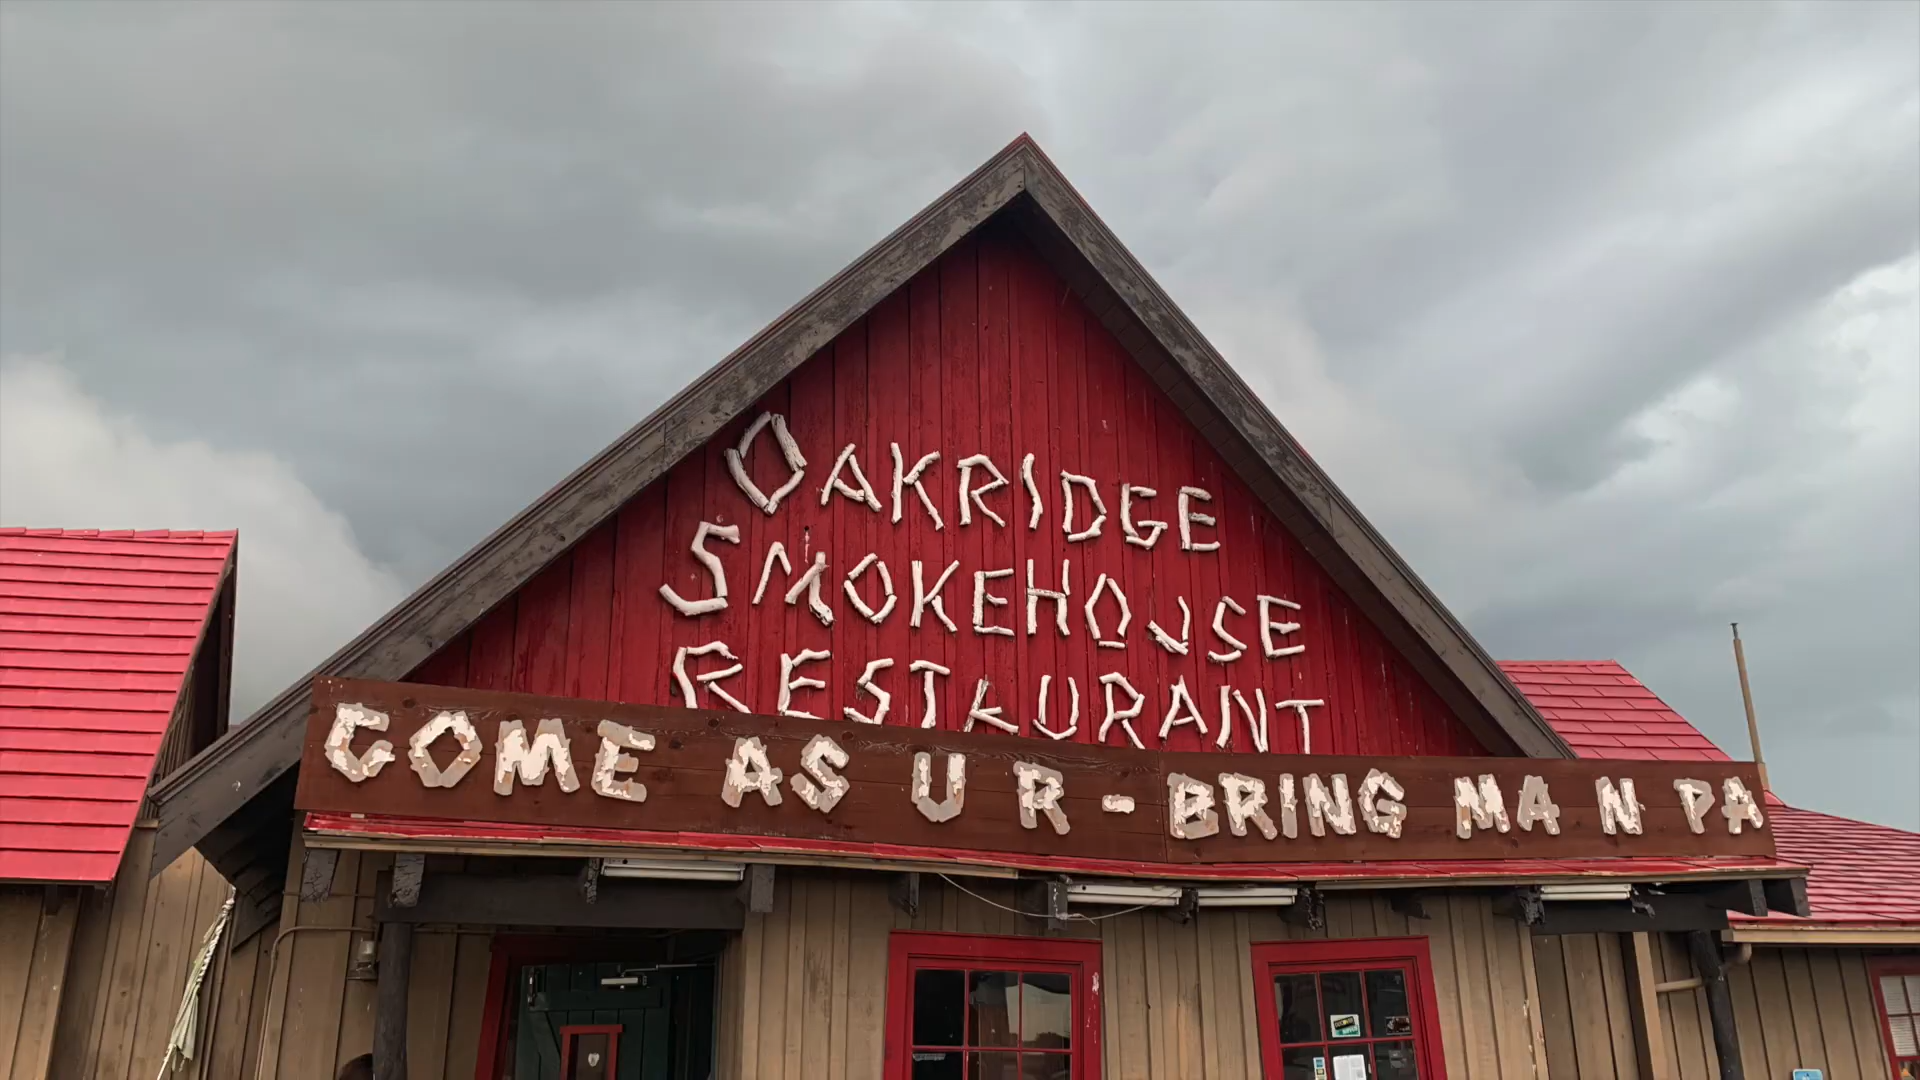 OAKRIDGE
SMOKEHOUSE
RESTAURANT
COME AS U R - BRING MA N PA